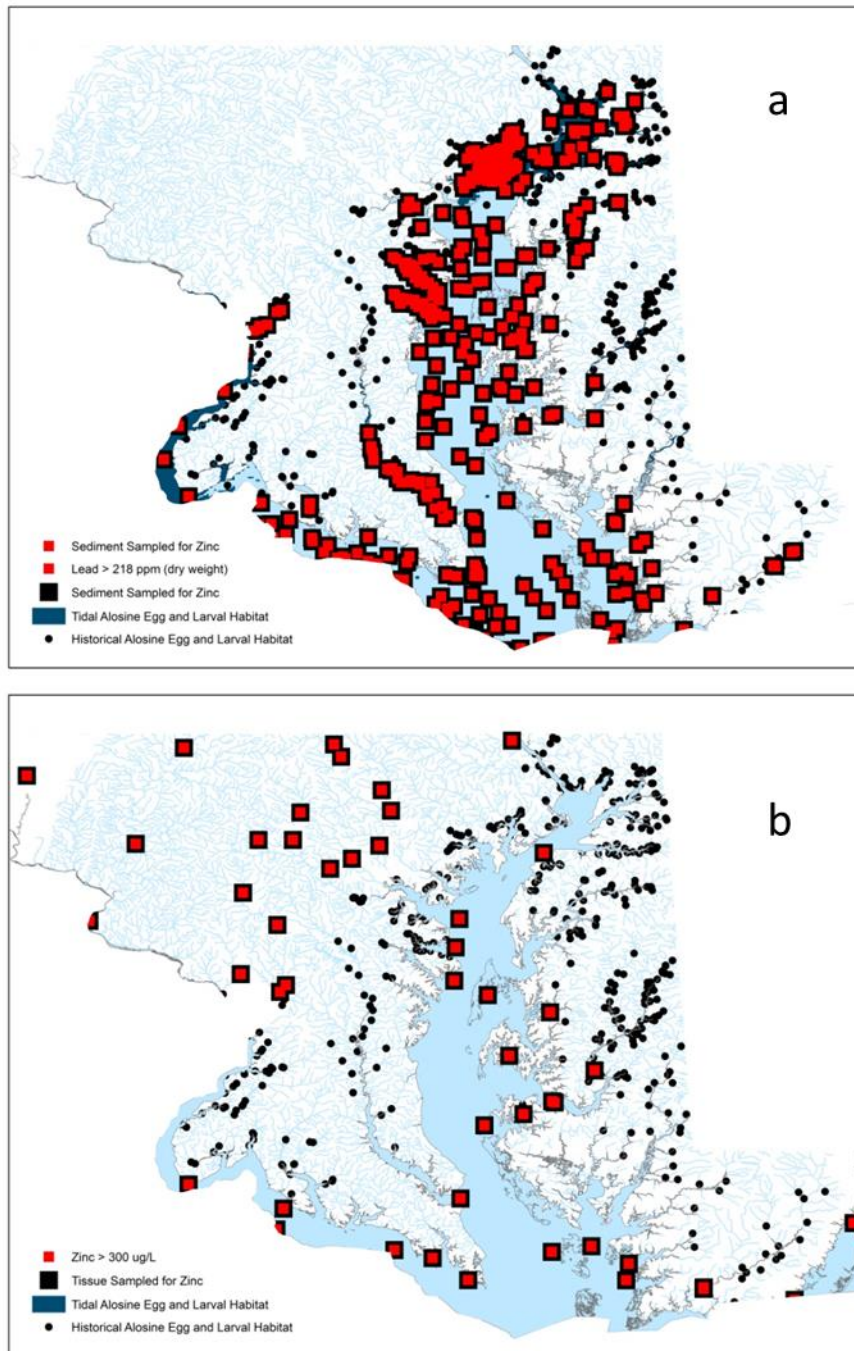 a
Sediment Sampled for Zinc
Lead > 218 ppm (dry weight)
Sediment Sampled for Zinc
Tidal Alosine Egg and Larval Habitat
Historical Alosine Egg and Larval Habitat
b
Zinc > 300 ug/L
Tissue Sampled for Zinc
Tidal Alosine Egg and Larval Habitat
Historical Alosine Egg and Larval Habitat